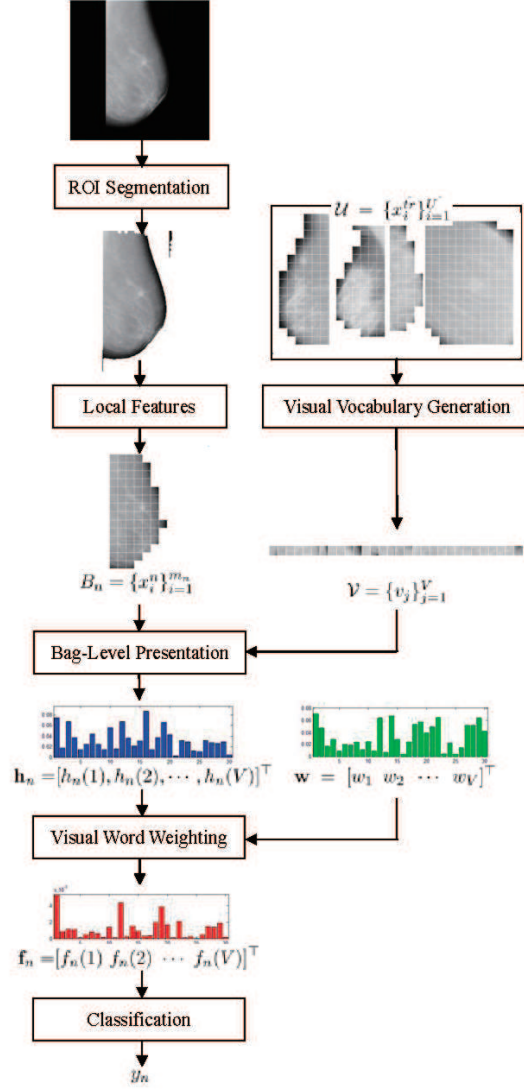 ROI Segmentation
𝒰 = {x_i^{tr}}_{i=1}^{U}
Local Features
Visual Vocabulary Generation
B_n = {x_i^n}_{i=1}^{m_n}
𝒱 = {v_j}_{j=1}^{V}
Bag-Level Presentation
h_n =[h_n(1), h_n(2), ⋯ , h_n(V)]^⊤
w = [w_1 w_2 ⋯ w_V]^⊤
Visual Word Weighting
f_n =[f_n(1) f_n(2) ⋯ f_n(V)]^⊤
Classification
y_n